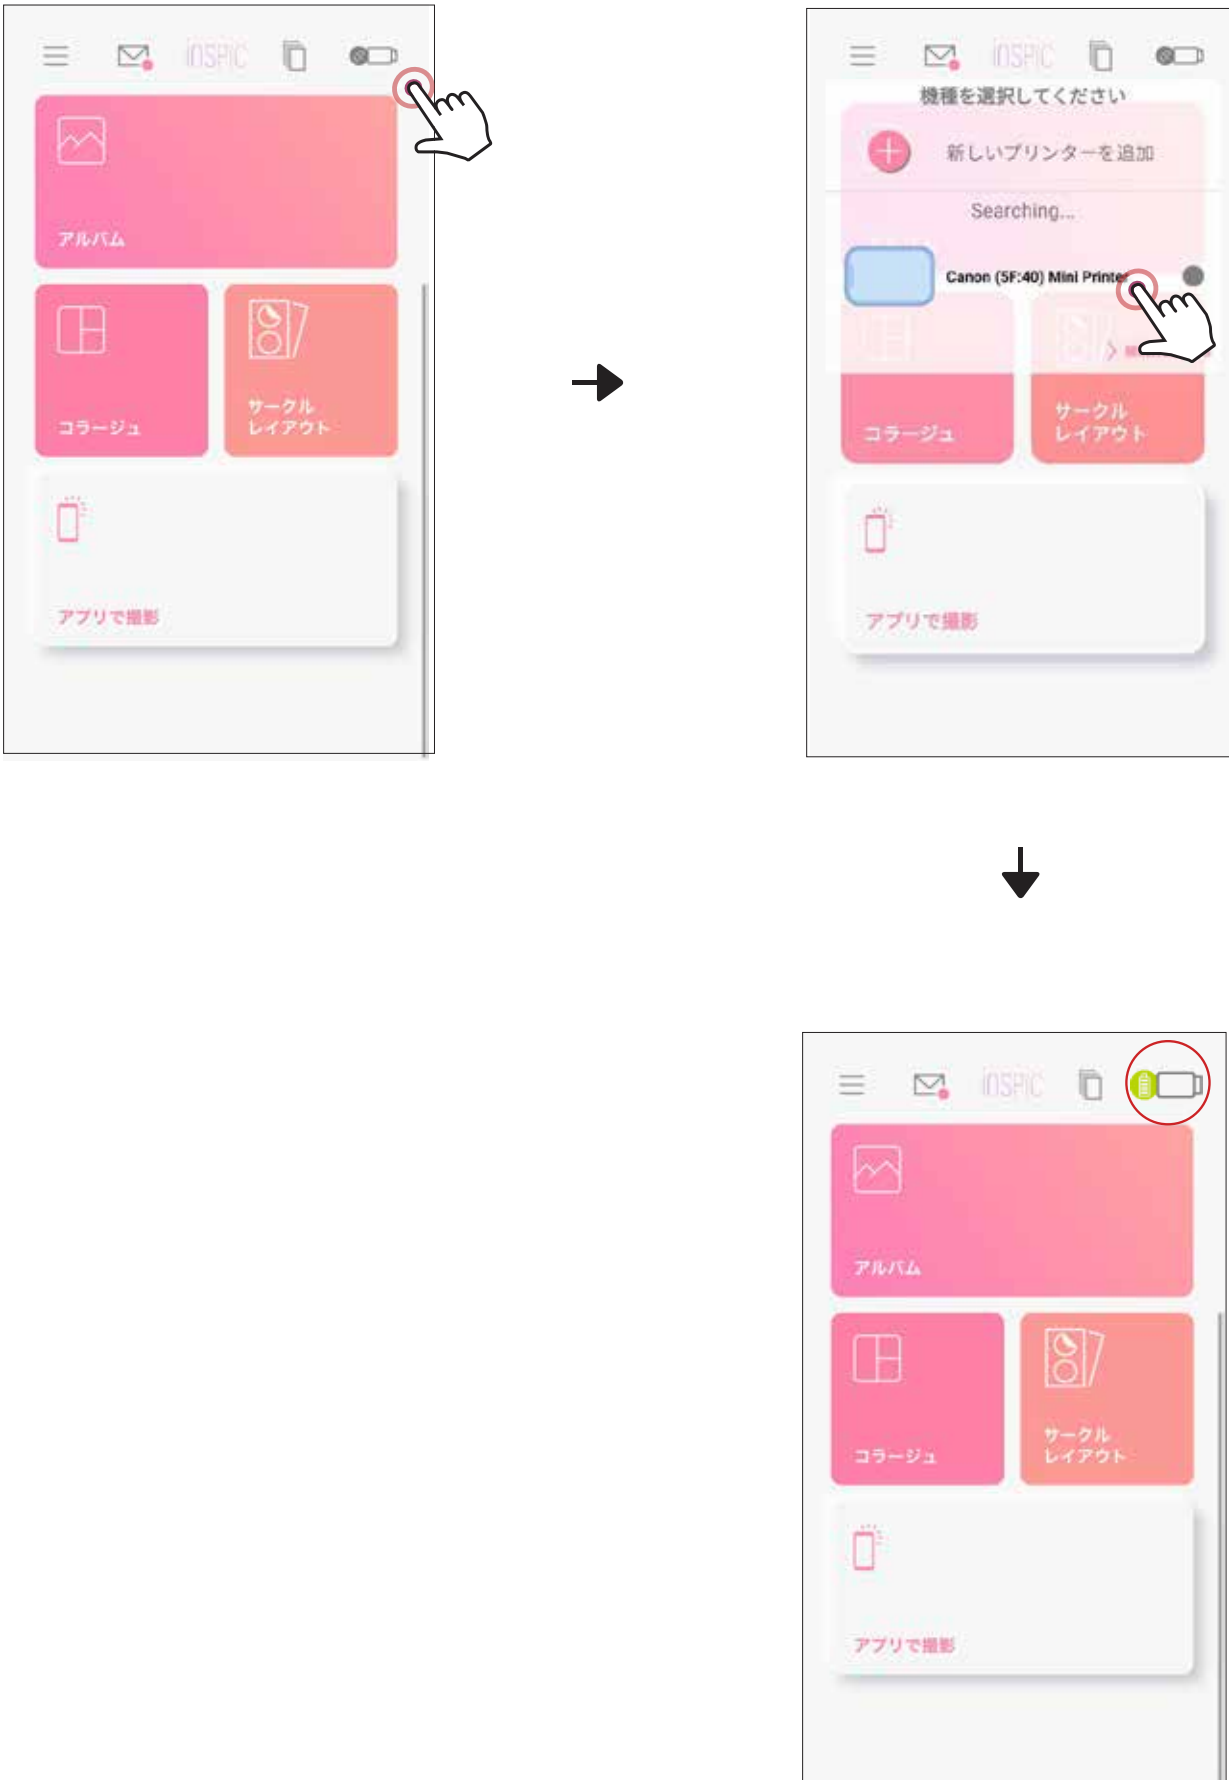 iNSPiC
アルバム
コラージュ
サークル
レイアウト
アプリで撮影
iNSPiC
機種を選択してください
新しいプリンターを追加
Searching...
Canon (5F:40) Mini Printer
コラージュ
サークル
レイアウト
アプリで撮影
iNSPiC
アルバム
コラージュ
サークル
レイアウト
アプリで撮影